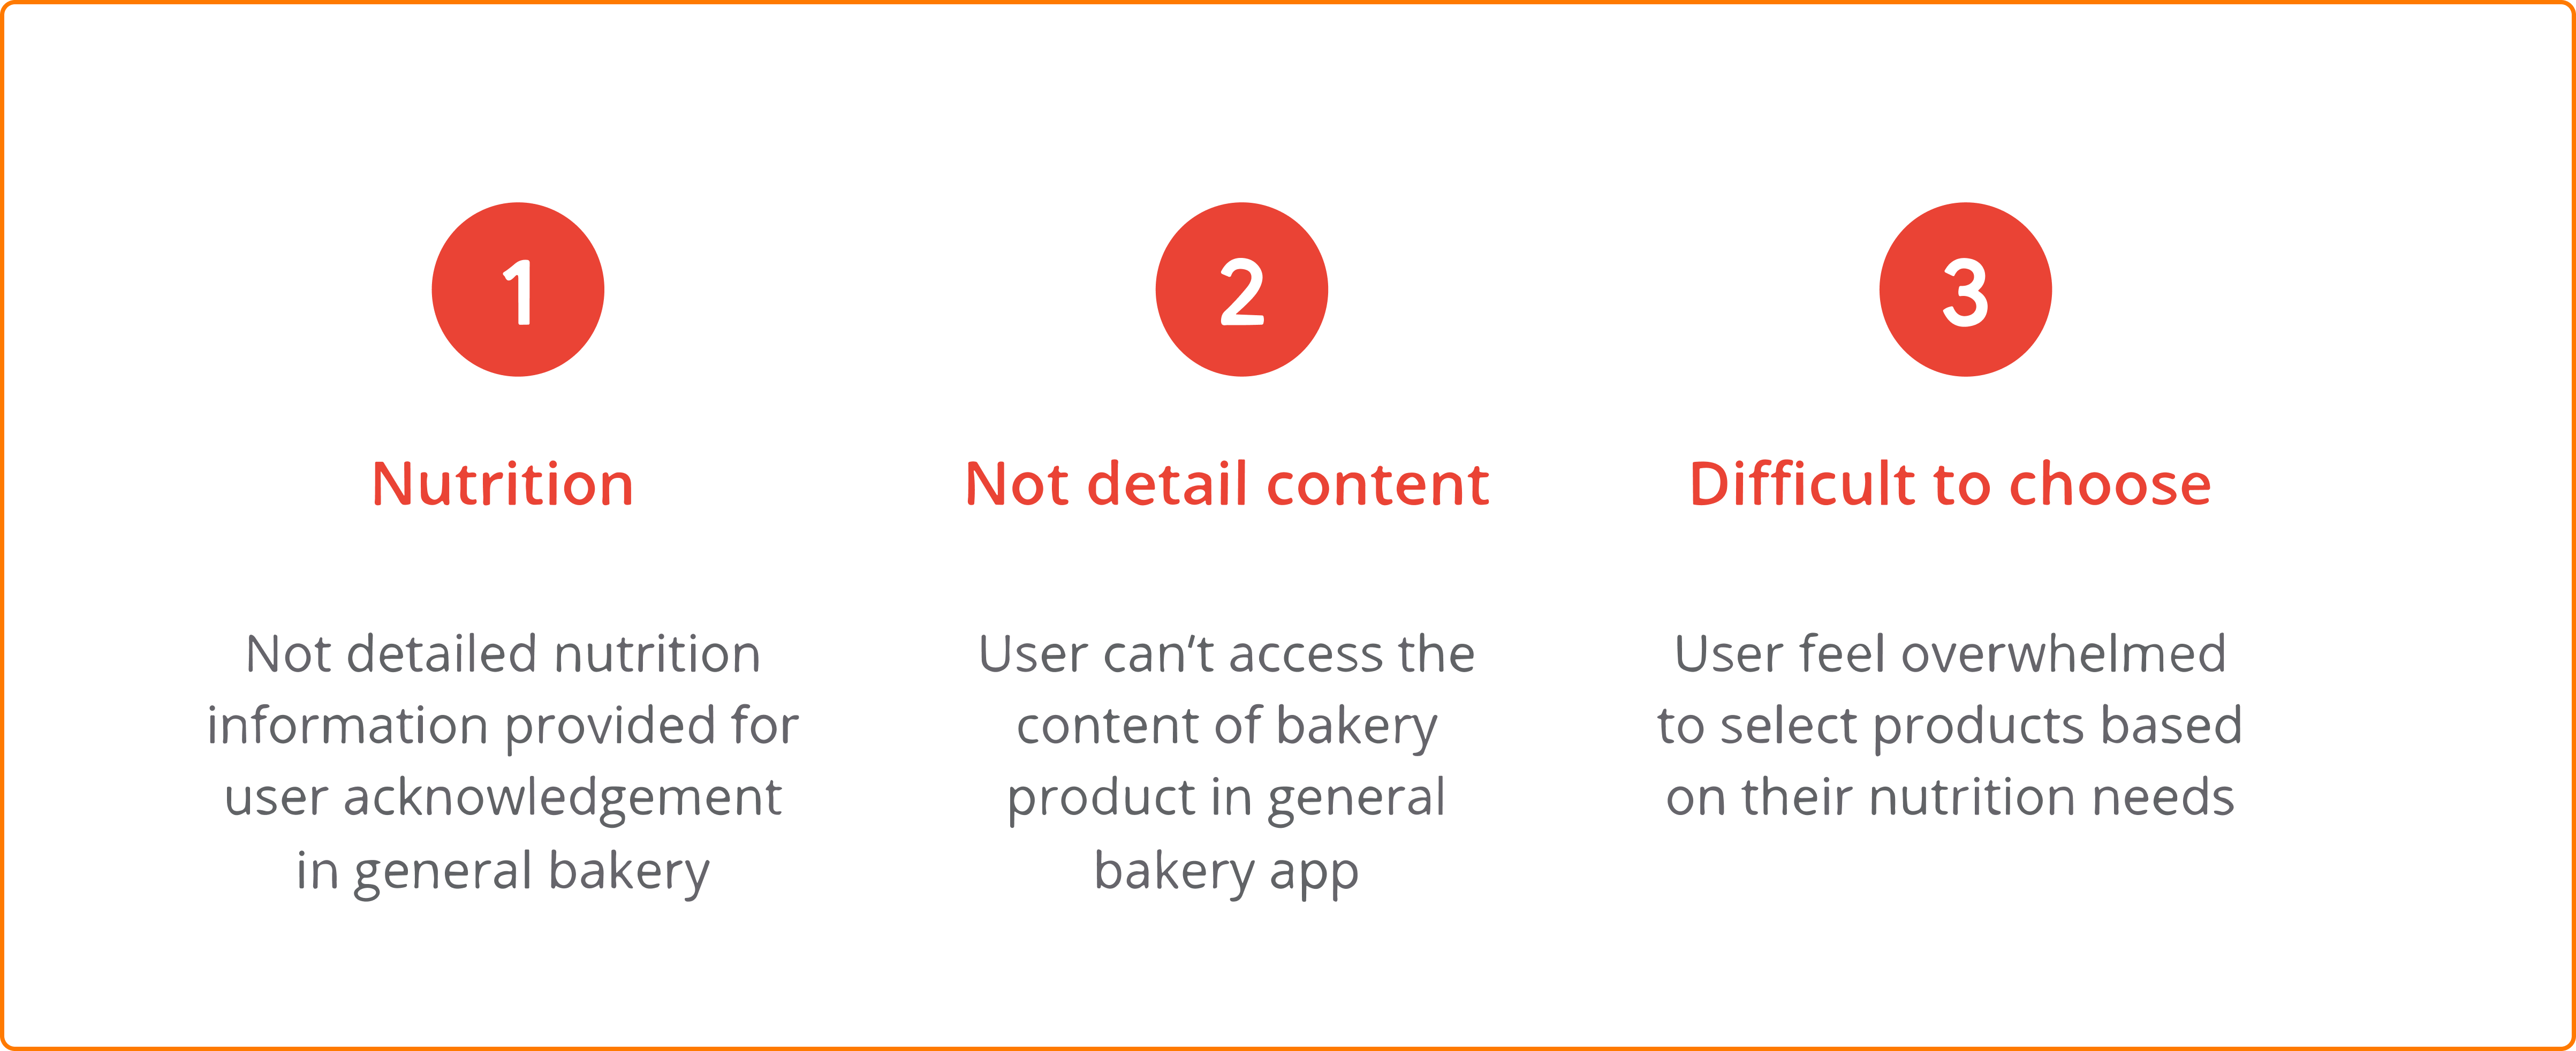 1
Nutrition
Not detailed nutrition
information provided for
user acknowledgement
in general bakery
2
Not detail content
User can't access the
content of bakery
product in general
bakery app
3
Difficult to choose
User feel overwhelmed
to select products based
on their nutrition needs